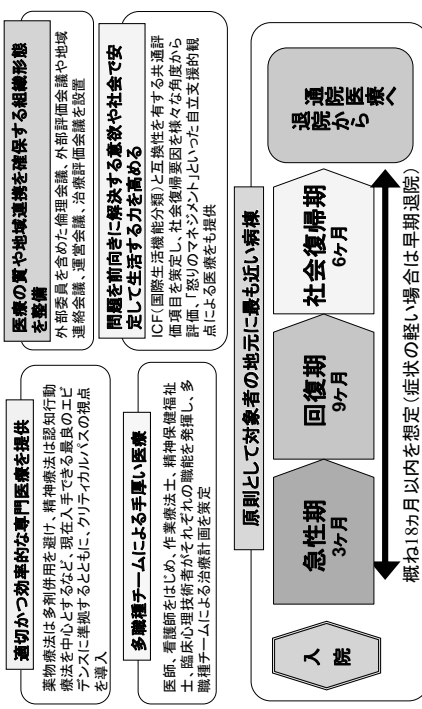 適切かつ効率的な専門医療を提供
薬物療法は多剤併用を避け、精神療法は認知行動
療法を中心とするなど、現在入手できる最良のエビ
デンスに準拠するとともに、クリティカルパスの視点
を導入
多職種チームによる手厚い医療
医師、看護師をはじめ、作業療法士、精神保健福祉
士、臨床心理技術者がそれぞれの職能を発揮し、多
職種チームによる治療計画を策定
医療の質や地域連携を確保する組織形態
を整備
外部委員を含めた倫理会議、外部評価会議や地域
連絡会議、運営会議、治療評価会議を設置
問題を前向きに解決する意欲や社会で安
定して生活する力を高める
ICF(国際生活機能分類)と互換性を有する共通評
価項目を策定し、社会復帰要因を様々な角度から
評価、「怒りのマネジメント」といった自立支援的観
点による医療をも提供
原則として対象者の地元に最も近い病棟
入院
急性期
3ヶ月
回復期
9ヶ月
社会復帰期
6ヶ月
退院から
通院医療へ
概ね18ヵ月以内を想定(症状の軽い場合は早期退院)